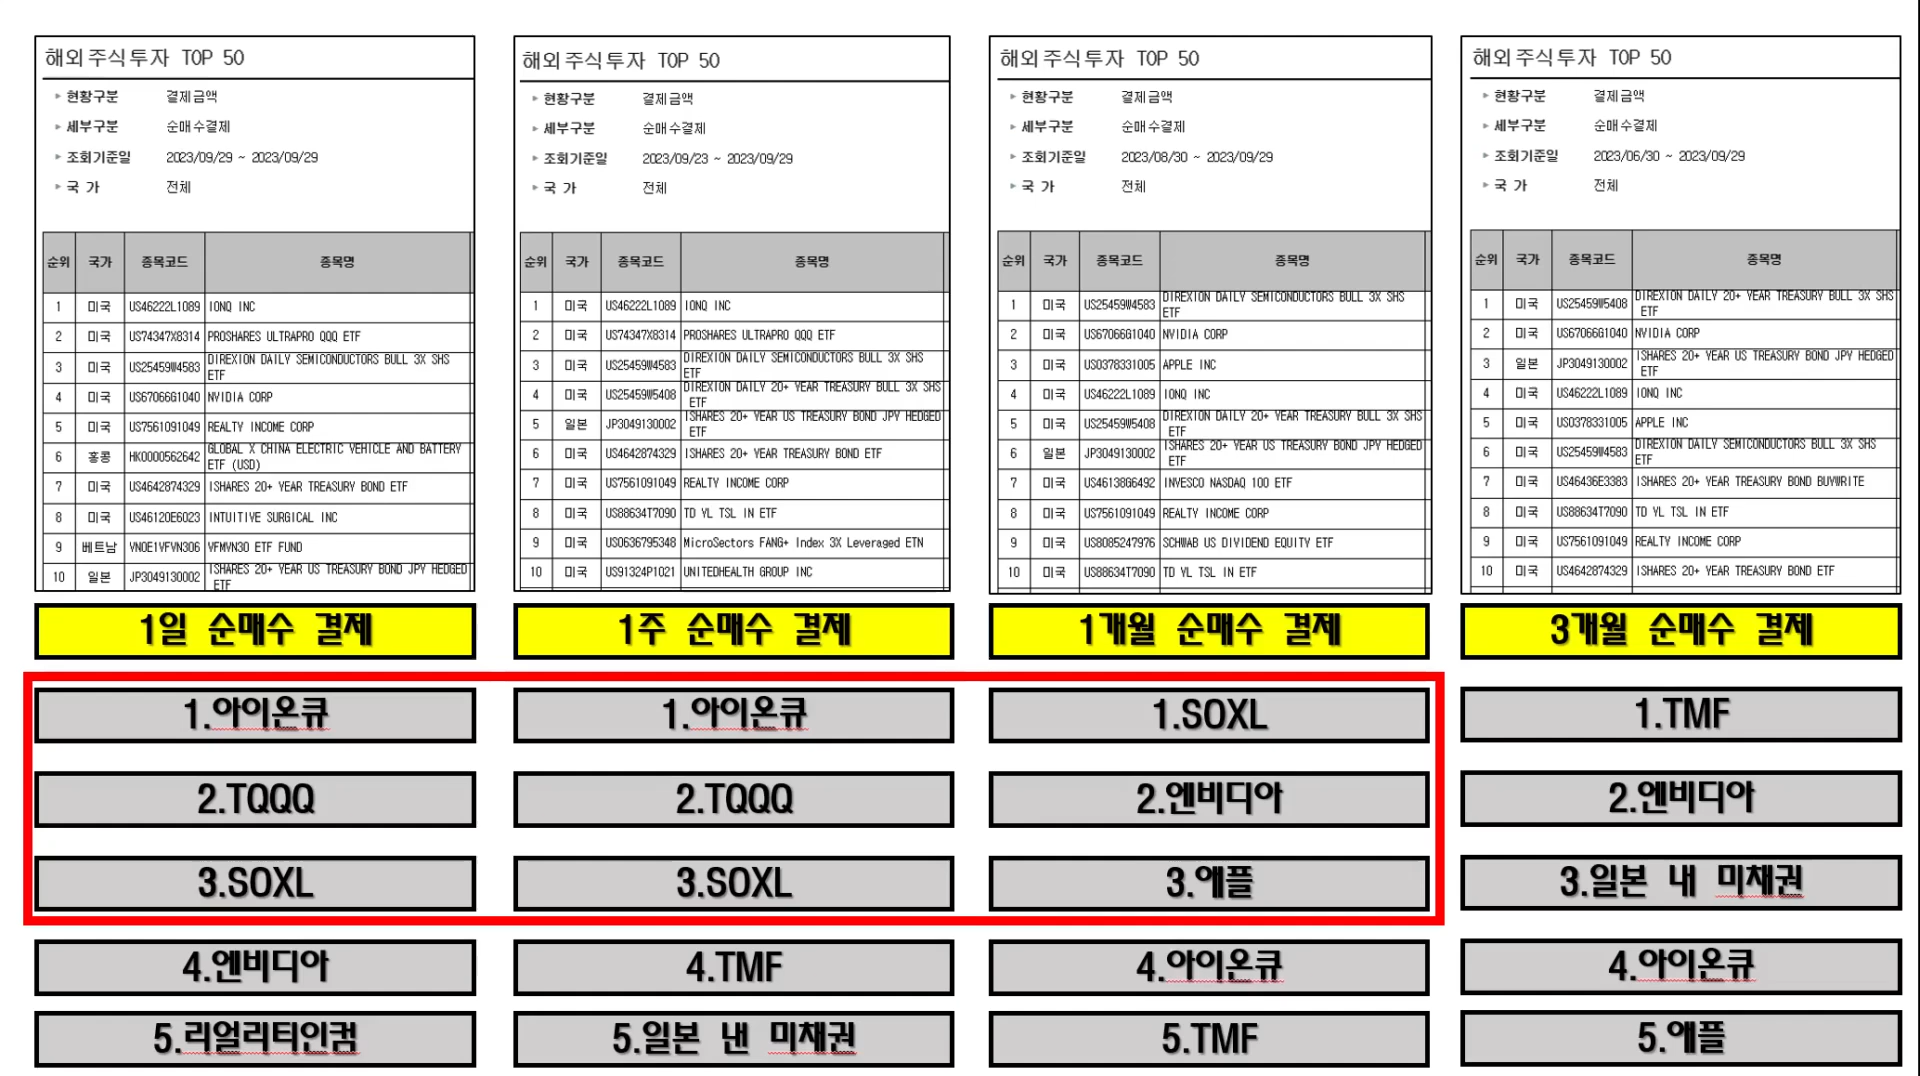 해외주식투자 TOP 50
▸ 현황구분 결제금액
▸ 세부구분 순매수결제
▸ 조회기준일 2023/09/29 ~ 2023/09/29
▸ 국 가 전체
순위 국가 종목코드 종목명
1 미국 US46222L1089 IONQ INC
2 미국 US74347X8314 PROSHARES ULTRAPRO QQQ ETF
3 미국 US25459W4583 DIREXION DAILY SEMICONDUCTORS BULL 3X SHS
ETF
4 미국 US67066G1040 NVIDIA CORP
5 미국 US7561091049 REALTY INCOME CORP
6 홍콩 HK0000562642 GLOBAL X CHINA ELECTRIC VEHICLE AND BATTERY
ETF (USD)
7 미국 US4642874329 ISHARES 20+ YEAR TREASURY BOND ETF
8 미국 US46120E6023 INTUITIVE SURGICAL INC
9 베트남 VN0E1VFVN306 VFMVN30 ETF FUND
10 일본 JP3049130002 ISHARES 20+ YEAR US TREASURY BOND JPY HEDGED
ETF
1일 순매수 결제
1.아이온큐
2.TQQQ
3.SOXL
4.엔비디아
5.리얼리티인컴
해외주식투자 TOP 50
▸ 현황구분 결제금액
▸ 세부구분 순매수결제
▸ 조회기준일 2023/09/23 ~ 2023/09/29
▸ 국 가 전체
순위 국가 종목코드 종목명
1 미국 US46222L1089 IONQ INC
2 미국 US74347X8314 PROSHARES ULTRAPRO QQQ ETF
3 미국 US25459W4583 DIREXION DAILY SEMICONDUCTORS BULL 3X SHS
ETF
4 미국 US25459W5408 DIREXION DAILY 20+ YEAR TREASURY BULL 3X SHS
ETF
5 일본 JP3049130002 ISHARES 20+ YEAR US TREASURY BOND JPY HEDGED
ETF
6 미국 US4642874329 ISHARES 20+ YEAR TREASURY BOND ETF
7 미국 US7561091049 REALTY INCOME CORP
8 미국 US88634T7090 TD YL TSL IN ETF
9 미국 US0636795348 MicroSectors FANG+ Index 3X Leveraged ETN
10 미국 US91324P1021 UNITEDHEALTH GROUP INC
1주 순매수 결제
1.아이온큐
2.TQQQ
3.SOXL
4.TMF
5.일본 낸 미채권
해외주식투자 TOP 50
▸ 현황구분 결제금액
▸ 세부구분 순매수결제
▸ 조회기준일 2023/08/30 ~ 2023/09/29
▸ 국 가 전체
순위 국가 종목코드 종목명
1 미국 US25459W4583 DIREXION DAILY SEMICONDUCTORS BULL 3X SHS
ETF
2 미국 US67066G1040 NVIDIA CORP
3 미국 US0378331005 APPLE INC
4 미국 US46222L1089 IONQ INC
5 미국 US25459W5408 DIREXION DAILY 20+ YEAR TREASURY BULL 3X SHS
ETF
6 일본 JP3049130002 ISHARES 20+ YEAR US TREASURY BOND JPY HEDGED
ETF
7 미국 US46138G6492 INVESCO NASDAQ 100 ETF
8 미국 US7561091049 REALTY INCOME CORP
9 미국 US8085247976 SCHWAB US DIVIDEND EQUITY ETF
10 미국 US88634T7090 TD YL TSL IN ETF
1개월 순매수 결제
1.SOXL
2.엔비디아
3.애플
4.아이온큐
5.TMF
해외주식투자 TOP 50
▸ 현황구분 결제금액
▸ 세부구분 순매수결제
▸ 조회기준일 2023/06/30 ~ 2023/09/29
▸ 국 가 전체
순위 국가 종목코드 종목명
1 미국 US25459W5408 DIREXION DAILY 20+ YEAR TREASURY BULL 3X SHS
ETF
2 미국 US67066G1040 NVIDIA CORP
3 일본 JP3049130002 ISHARES 20+ YEAR US TREASURY BOND JPY HEDGED
ETF
4 미국 US46222L1089 IONQ INC
5 미국 US0378331005 APPLE INC
6 미국 US25459W4583 DIREXION DAILY SEMICONDUCTORS BULL 3X SHS
ETF
7 미국 US46436E3383 ISHARES 20+ YEAR TREASURY BOND BUYWRITE
8 미국 US88634T7090 TD YL TSL IN ETF
9 미국 US7561091049 REALTY INCOME CORP
10 미국 US4642874329 ISHARES 20+ YEAR TREASURY BOND ETF
3개월 순매수 결제
1.TMF
2.엔비디아
3.일본 내 미채권
4.아이온큐
5.애플